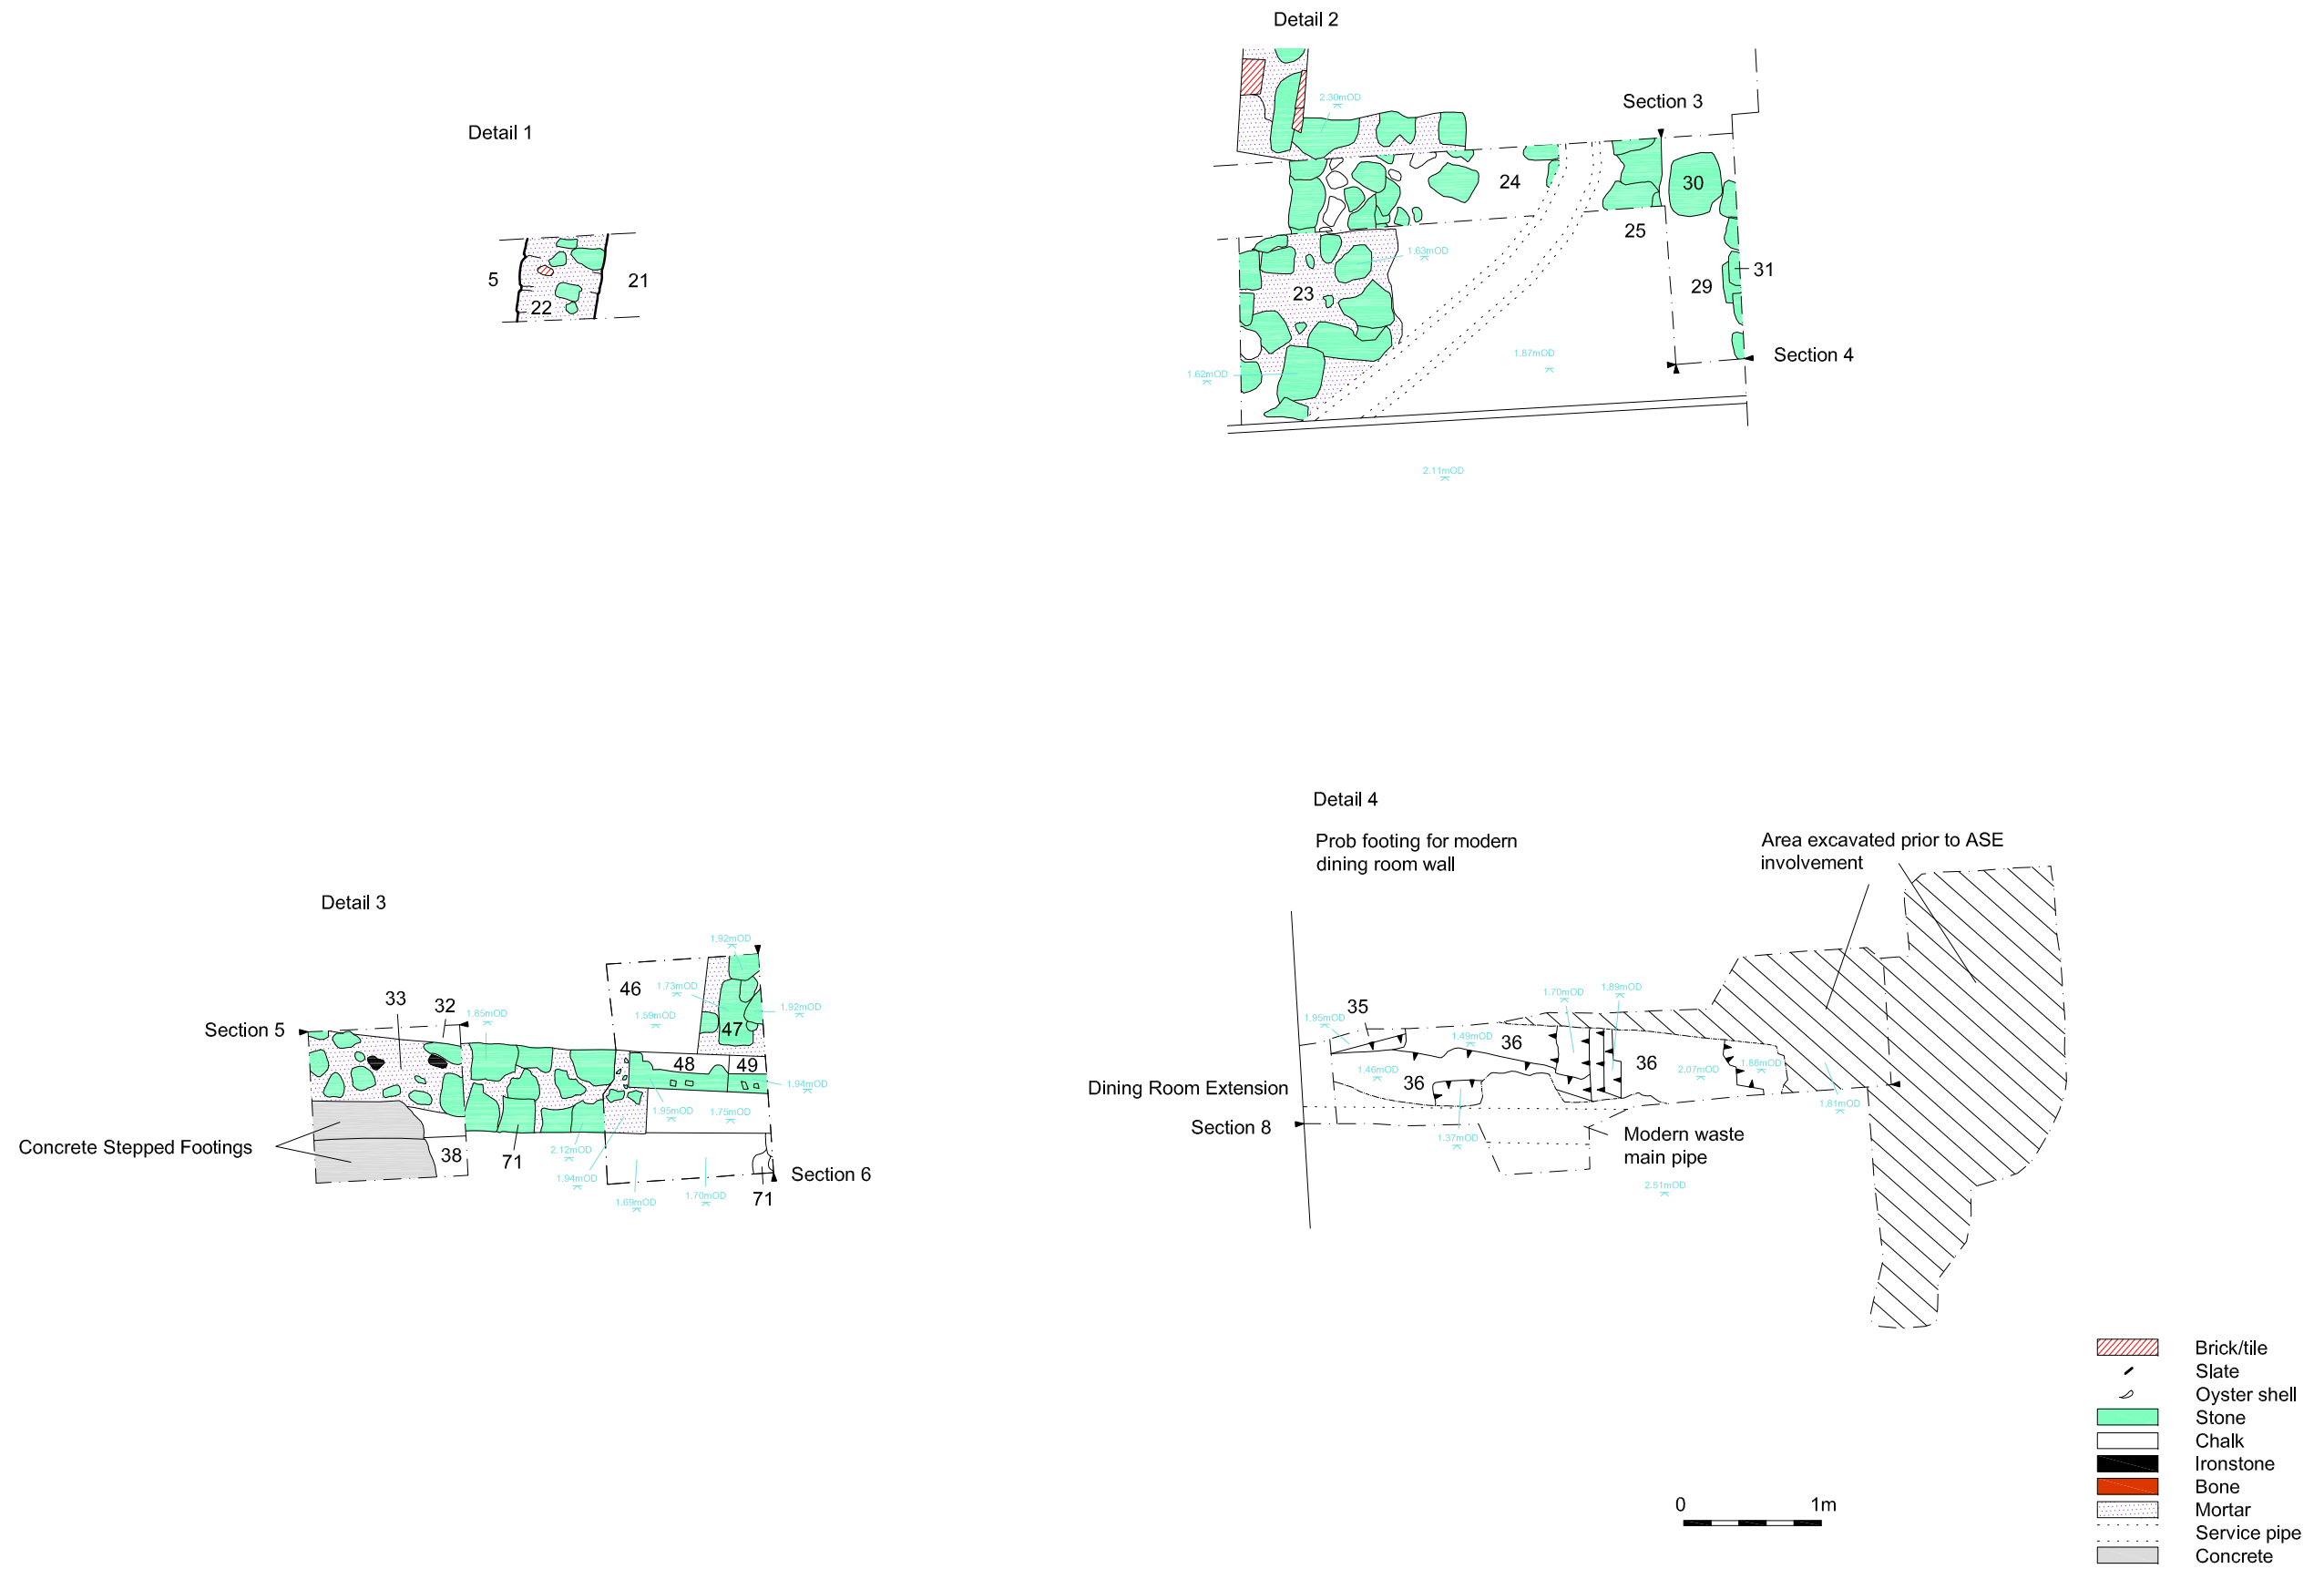 Detail 1
5
21
22
Detail 2
2.30mOD
Section 3
24
30
25
1.63mOD
23
29
31
1.87mOD
Section 4
1.62mOD
2.11mOD
Detail 3
1.92mOD
46
1.73mOD
33
32
1.85mOD
1.59mOD
1.92mOD
Section 5
47
48
49
1.94mOD
1.95mOD
1.75mOD
Concrete Stepped Footings
38
71
2.12mOD
1.94mOD
Section 6
1.69mOD
1.70mOD
71
Detail 4
Prob footing for modern
dining room wall
Area excavated prior to ASE
involvement
1.70mOD
1.89mOD
35
1.95mOD
1.49mOD
36
36
1.46mOD
36
2.07mOD
1.88mOD
Dining Room Extension
1.81mOD
Section 8
1.37mOD
Modern waste
main pipe
2.51mOD
0 1m
Brick/tile
Slate
Oyster shell
Stone
Chalk
Ironstone
Bone
Mortar
Service pipe
Concrete